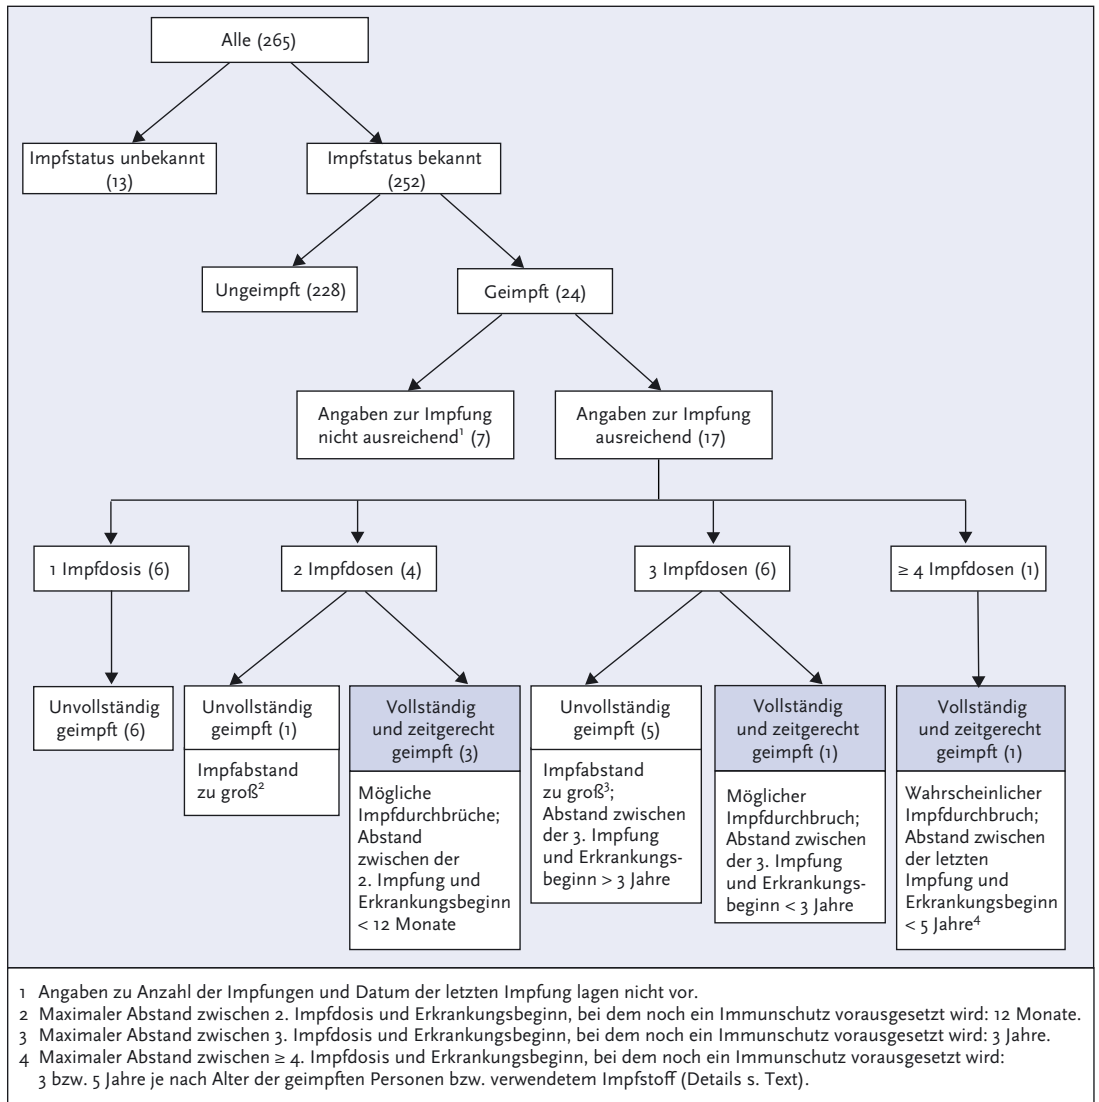 Alle (265)
Impfstatus unbekannt
(13)
Impfstatus bekannt
(252)
Ungeimpft (228)
Geimpft (24)
Angaben zur Impfung
nicht ausreichend¹ (7)
Angaben zur Impfung
ausreichend (17)
1 Impfdosis (6)
2 Impfdosen (4)
3 Impfdosen (6)
≥ 4 Impfdosen (1)
Unvollständig
geimpft (6)
Unvollständig
geimpft (1)
Impfabstand
zu groß²
Vollständig
und zeitgerecht
geimpft (3)
Mögliche
Impfdurchbrüche;
Abstand
zwischen der
2. Impfung und
Erkrankungsbeginn
< 12 Monate
Unvollständig
geimpft (5)
Impfabstand
zu groß³;
Abstand zwischen
der 3. Impfung
und Erkrankungs-
beginn > 3 Jahre
Vollständig
und zeitgerecht
geimpft (1)
Möglicher
Impfdurchbruch;
Abstand zwischen
der 3. Impfung
und Erkrankungs-
beginn < 3 Jahre
Vollständig
und zeitgerecht
geimpft (1)
Wahrscheinlicher
Impfdurchbruch;
Abstand zwischen
der letzten
Impfung und
Erkrankungsbeginn
< 5 Jahre⁴
1 Angaben zu Anzahl der Impfungen und Datum der letzten Impfung lagen nicht vor.
2 Maximaler Abstand zwischen 2. Impfdosis und Erkrankungsbeginn, bei dem noch ein Immunschutz vorausgesetzt wird: 12 Monate.
3 Maximaler Abstand zwischen 3. Impfdosis und Erkrankungsbeginn, bei dem noch ein Immunschutz vorausgesetzt wird: 3 Jahre.
4 Maximaler Abstand zwischen ≥ 4. Impfdosis und Erkrankungsbeginn, bei dem noch ein Immunschutz vorausgesetzt wird:
3 bzw. 5 Jahre je nach Alter der geimpften Personen bzw. verwendetem Impfstoff (Details s. Text).